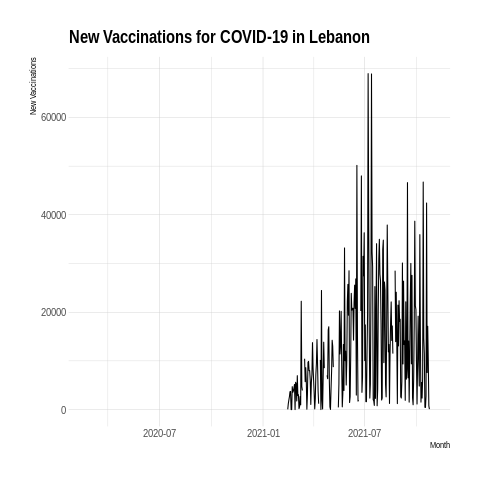 New Vaccinations for COVID-19 in Lebanon
New Vaccinations
60000
40000
20000
0
2020-07
2021-01
2021-07
Month